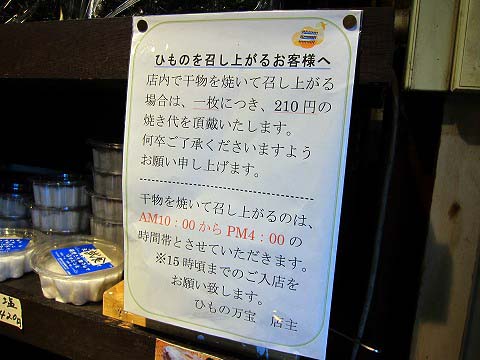 ひものを召し上がるお客様へ
店内で干物を焼いて召し上がる
場合は、一枚につき、210円の
焼き代を頂戴いたします。
何卒ご了承くださいますよう
お願い申し上げます。
干物を焼いて召し上がるのは、
AM10：00からPM4：00の
時間帯とさせていただきます。
※15時頃までのご入店を
お願い致します。
ひもの万宝 店主
塩
420円